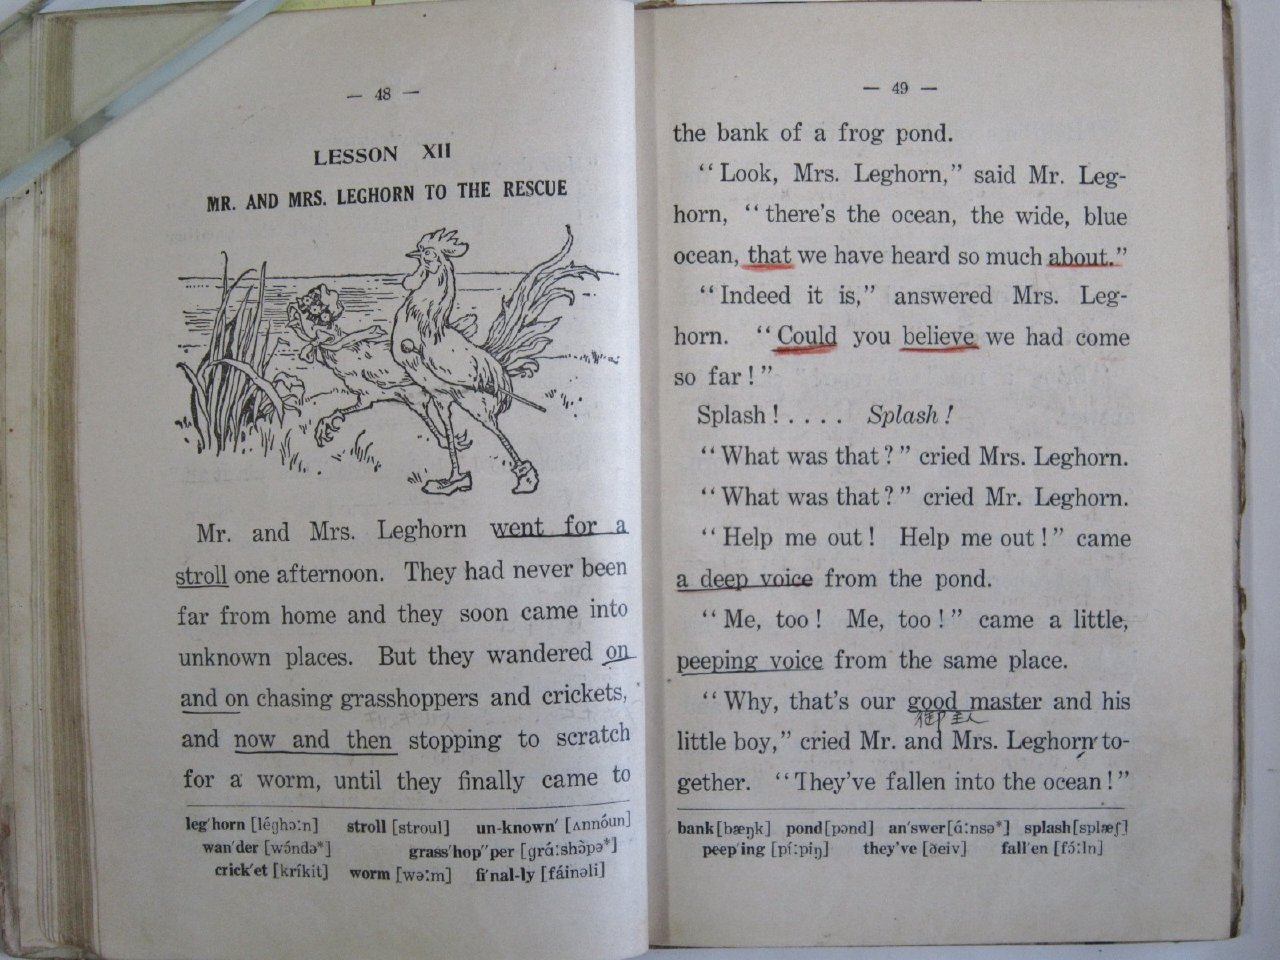 — 48 —
LESSON XII
MR. AND MRS. LEGHORN TO THE RESCUE
Mr. and Mrs. Leghorn went for a
stroll one afternoon. They had never been
far from home and they soon came into
unknown places. But they wandered on
and on chasing grasshoppers and crickets,
and now and then stopping to scratch
for a worm, until they finally came to
leg′horn [léghɔːn] stroll [stroul] un-known′ [ʌnnóun]
wan′der [wɔ́ndə*] grass′hop″per [grɑ́ːshɔ̀pə*]
crick′et [kríkit] worm [wəːm] fi′nal-ly [fáinəli]
— 49 —
the bank of a frog pond.
“Look, Mrs. Leghorn,” said Mr. Leg-
horn, “there's the ocean, the wide, blue
ocean, that we have heard so much about.”
“Indeed it is,” answered Mrs. Leg-
horn. “Could you believe we had come
so far!”
Splash! . . . . Splash!
“What was that?” cried Mrs. Leghorn.
“What was that?” cried Mr. Leghorn.
“Help me out! Help me out!” came
a deep voice from the pond.
“Me, too! Me, too!” came a little,
peeping voice from the same place.
“Why, that's our good master and his
御主人
little boy,” cried Mr. and Mrs. Leghorn to-
gether. “They've fallen into the ocean!”
bank [bæŋk] pond [pɔnd] an′swer [ɑ́ːnsə*] splash [splæʃ]
peep′ing [píːpiŋ] they've [ðeiv] fall′en [fɔ́ːln]